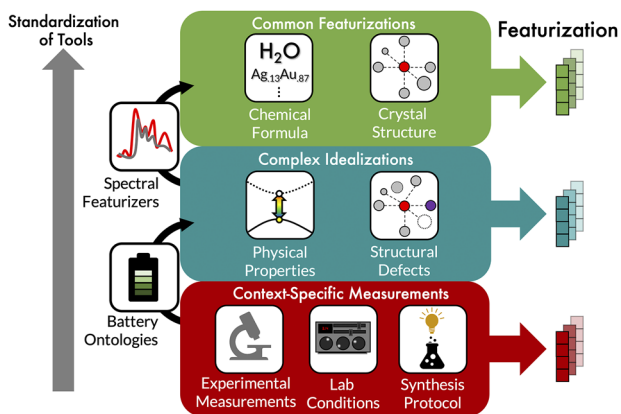 Standardization
of Tools
Common Featurizations
Featurization
H₂O
Ag.13Au.87
⋮
Chemical
Formula
Crystal
Structure
Spectral
Featurizers
Complex Idealizations
Physical
Properties
Structural
Defects
Battery
Ontologies
Context-Specific Measurements
Experimental
Measurements
Lab
Conditions
Synthesis
Protocol